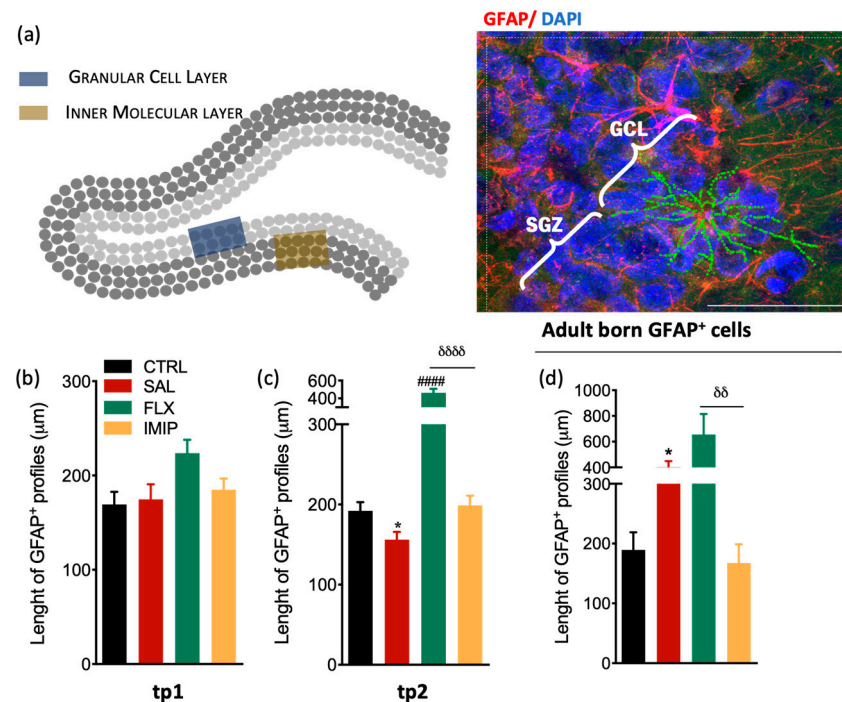 (a)
GRANULAR CELL LAYER
INNER MOLECULAR LAYER
GFAP/ DAPI
GCL
SGZ
Adult born GFAP+ cells
(b)
CTRL
SAL
FLX
IMIP
Lenght of GFAP+ profiles (μm)
300
200
100
0
tp1
(c)
δδδδ
####
*
Lenght of GFAP+ profiles (μm)
600
400
300
200
100
0
tp2
(d)
δδ
*
Lenght of GFAP+ profiles (μm)
1000
800
600
400
300
200
100
0